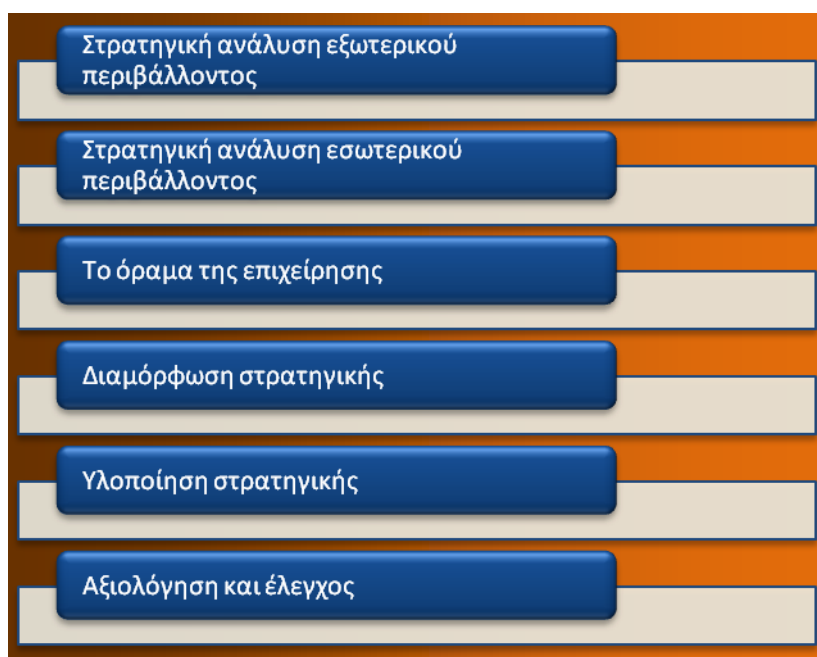 Στρατηγική ανάλυση εξωτερικού
περιβάλλοντος
Στρατηγική ανάλυση εσωτερικού
περιβάλλοντος
Το όραμα της επιχείρησης
Διαμόρφωση στρατηγικής
Υλοποίηση στρατηγικής
Αξιολόγηση και έλεγχος